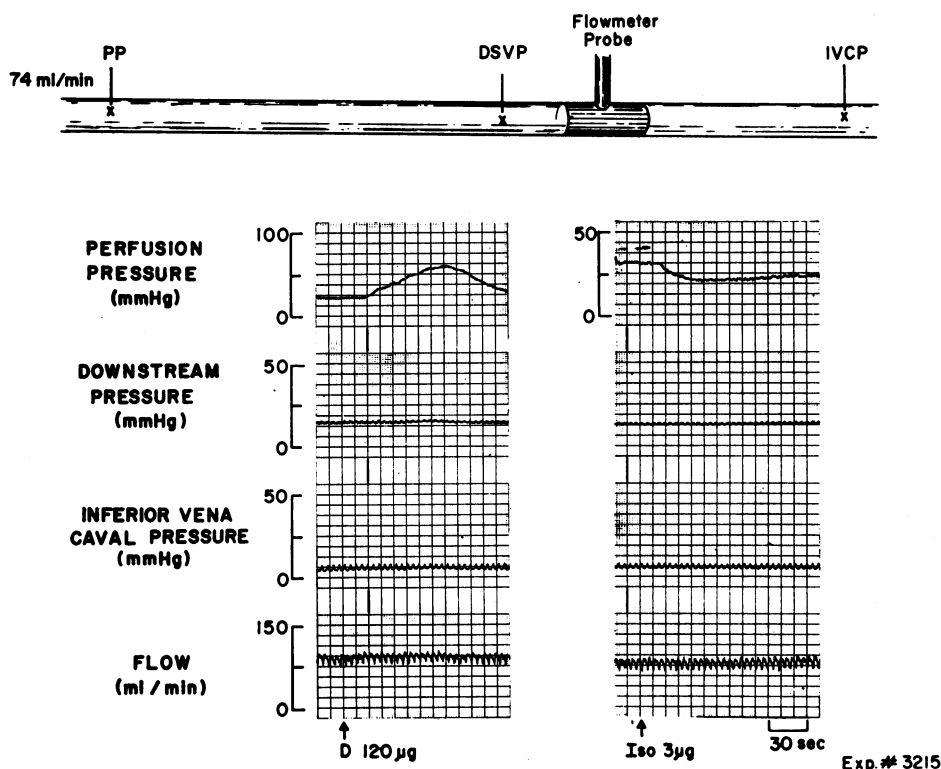 Flowmeter
Probe
PP
DSVP
IVCP
74 ml/min
x
x
x
PERFUSION
PRESSURE
(mmHg)
100
0
50
0
DOWNSTREAM
PRESSURE
(mmHg)
50
0
INFERIOR VENA
CAVAL PRESSURE
(mmHg)
50
0
FLOW
(ml/min)
150
0
D 120 µg
Iso 3µg
30 sec
Exp. # 3215